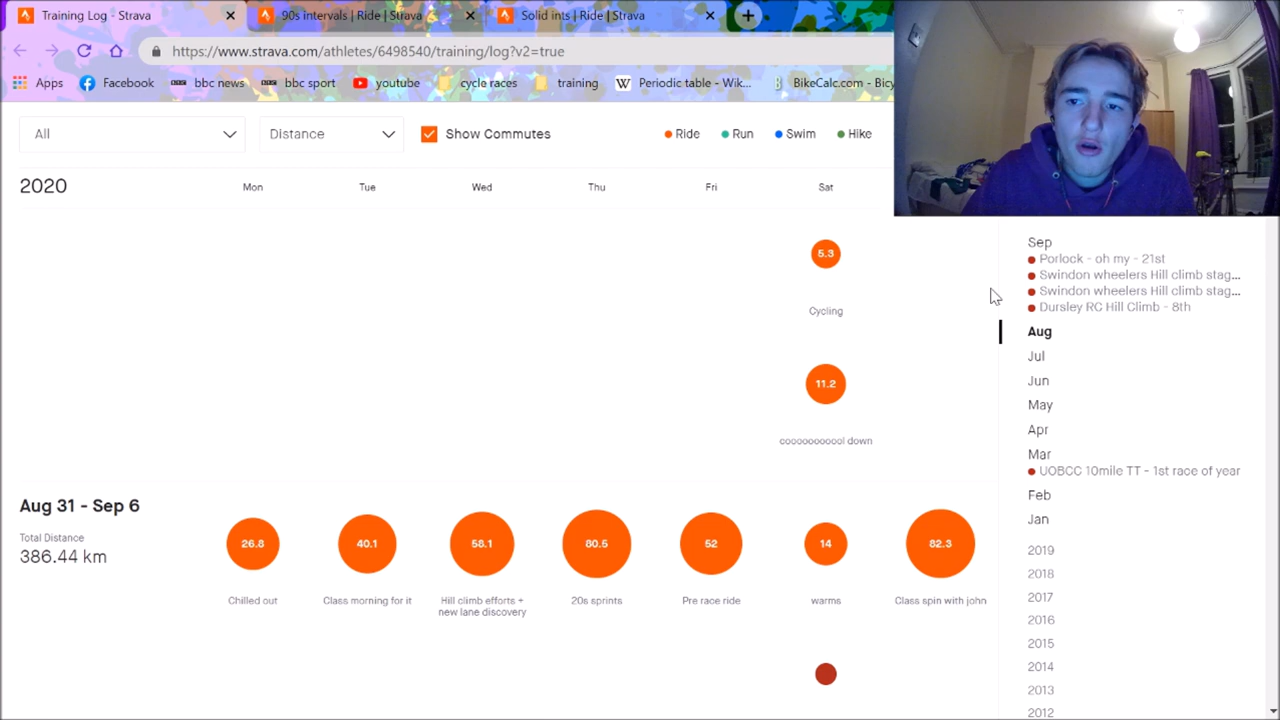 Training Log - Strava
90s intervals | Ride | Strava
Solid ints | Ride | Strava
https://www.strava.com/athletes/6498540/training/log?v2=true
Apps
Facebook
BBC bbc news
BBC bbc sport
youtube
cycle races
training
W Periodic table - Wik...
BikeCalc.com - Bicy
All
Distance
Show Commutes
Ride
Run
Swim
Hike
2020
Mon
Tue
Wed
Thu
Fri
Sat
5.3
Cycling
11.2
cooooooooool down
Aug 31 - Sep 6
Total Distance
386.44 km
26.8
40.1
58.1
80.5
52
14
82.3
Chilled out
Class morning for it
Hill climb efforts +
new lane discovery
20s sprints
Pre race ride
warms
Class spin with john
Sep
Porlock - oh my - 21st
Swindon wheelers Hill climb stag...
Swindon wheelers Hill climb stag...
Dursley RC Hill Climb - 8th
Aug
Jul
Jun
May
Apr
Mar
UOBCC 10mile TT - 1st race of year
Feb
Jan
2019
2018
2017
2016
2015
2014
2013
2012